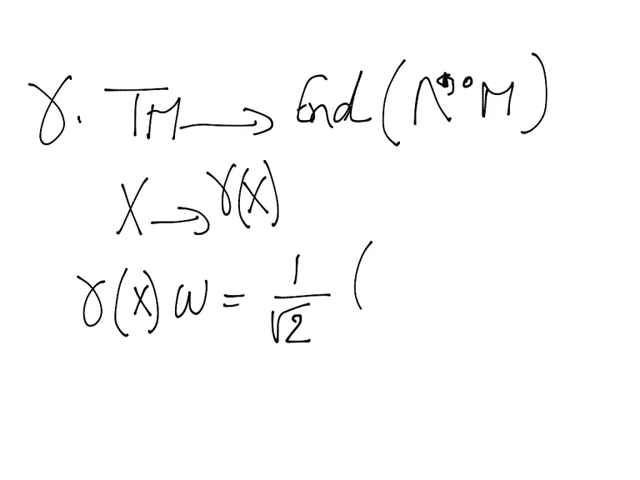 γ. TM → End(Λ*,⁰ M)
X → γ(X)
γ(X) ω = 1/√2 (